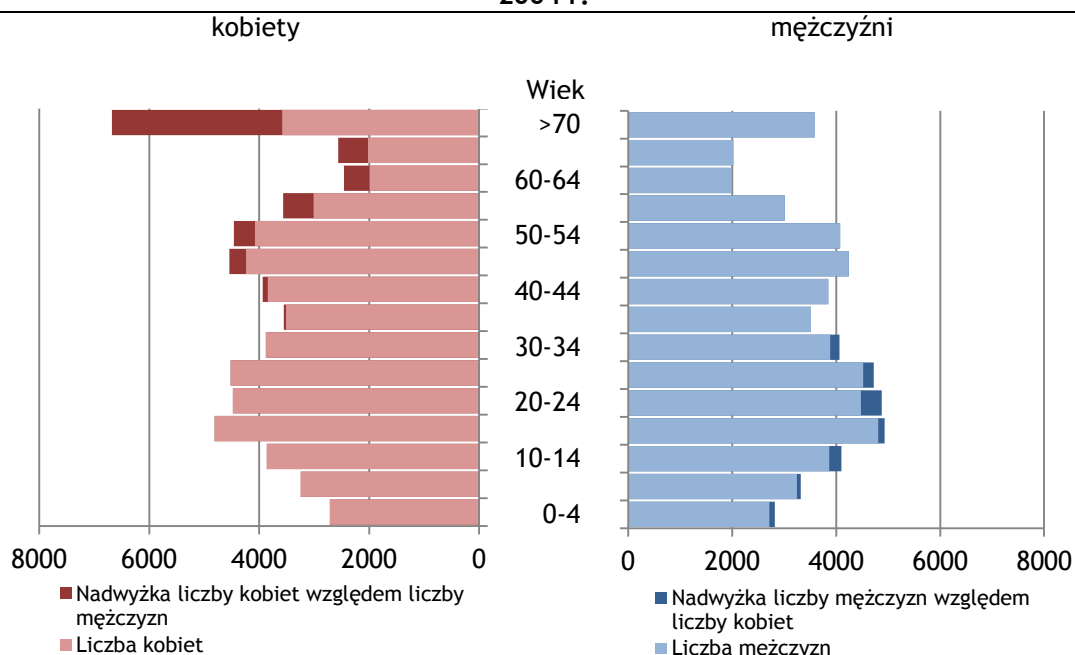 2004 r.
kobiety
mężczyźni
Wiek
>70
60-64
50-54
40-44
30-34
20-24
10-14
0-4
8000 6000 4000 2000 0
0 2000 4000 6000 8000
Nadwyżka liczby kobiet względem liczby
mężczyzn
Liczba kobiet
Nadwyżka liczby mężczyzn względem
liczby kobiet
Liczba mężczyzn